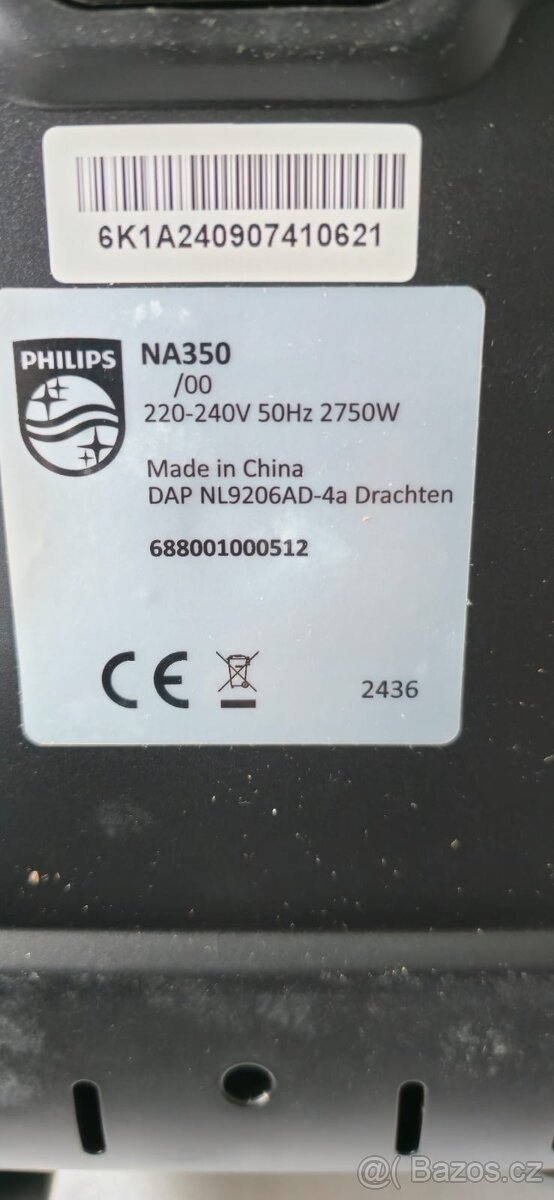 6K1A240907410621
PHILIPS
NA350
/00
220-240V 50Hz 2750W
Made in China
DAP NL9206AD-4a Drachten
688001000512
CE
2436
@( Bazoš.cz